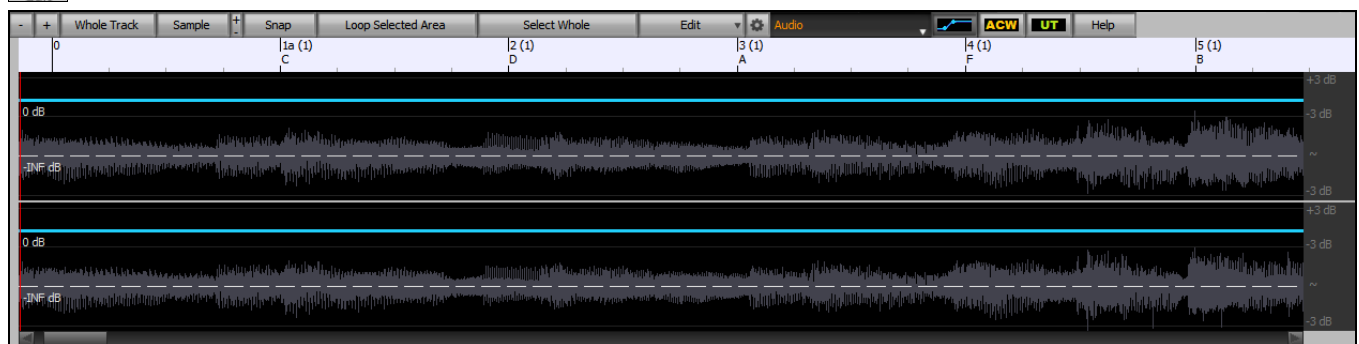 - + Whole Track Sample + - Snap Loop Selected Area Select Whole Edit Audio ACW UT Help
0 1a (1) 2 (1) 3 (1) 4 (1) 5 (1)
C D A F B
+3 dB
0 dB
-3 dB
-INF dB
~
-3 dB
+3 dB
0 dB
-3 dB
-INF dB
~
-3 dB